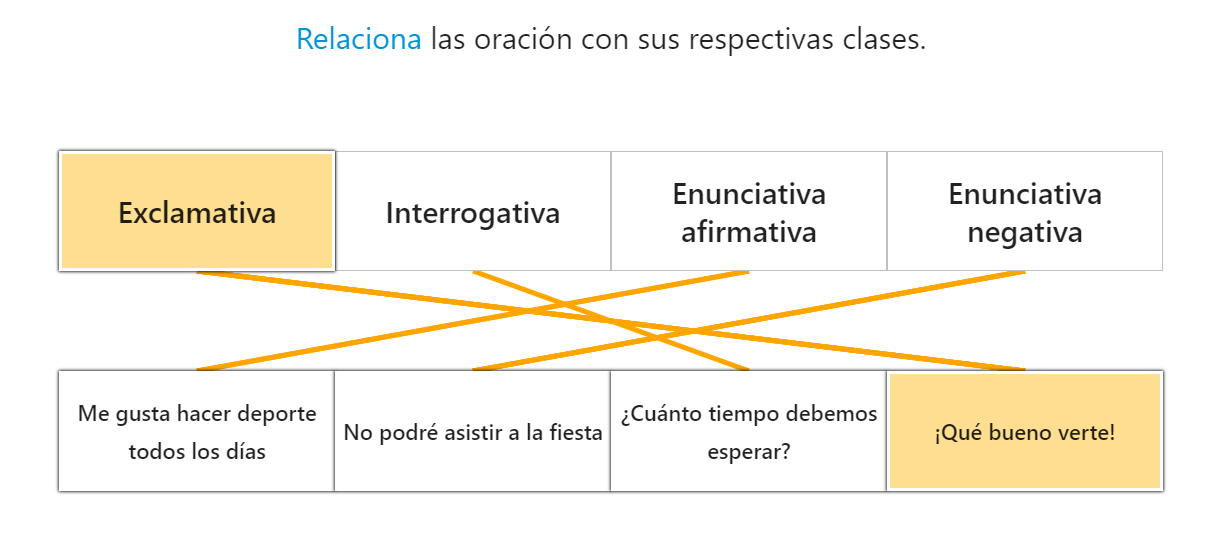 Relaciona las oración con sus respectivas clases.
Exclamativa
Interrogativa
Enunciativa
afirmativa
Enunciativa
negativa
Me gusta hacer deporte
todos los días
No podré asistir a la fiesta
¿Cuánto tiempo debemos
esperar?
¡Qué bueno verte!